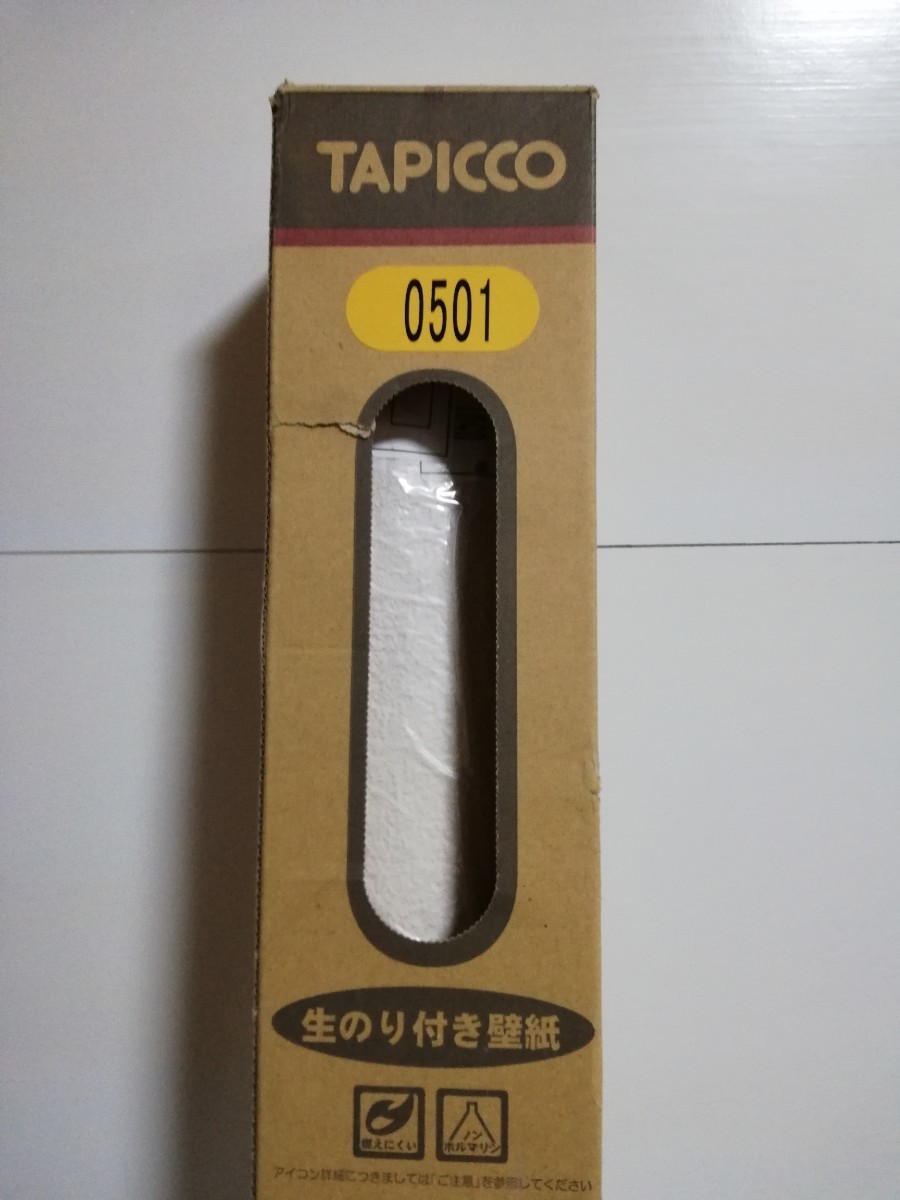 TAPICCO
0501
生のり付き壁紙
燃えにくい
ノン
ホルマリン
アイコン詳細につきましては「ご注意」を参照してください